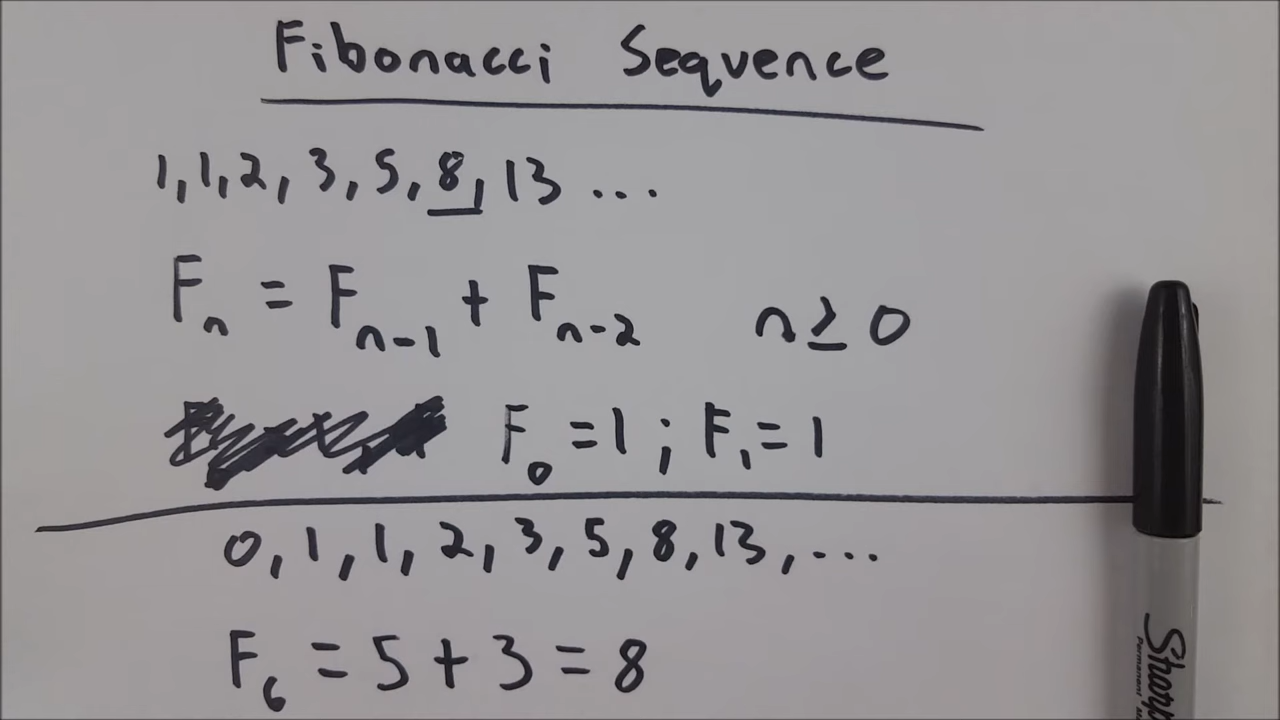 Fibonacci Sequence
1, 1, 2, 3, 5, 8, 13 ...
Fₙ = Fₙ₋₁ + Fₙ₋₂ n ≥ 0
F₀ = 1 ; F₁ = 1
0, 1, 1, 2, 3, 5, 8, 13, ...
F₆ = 5 + 3 = 8